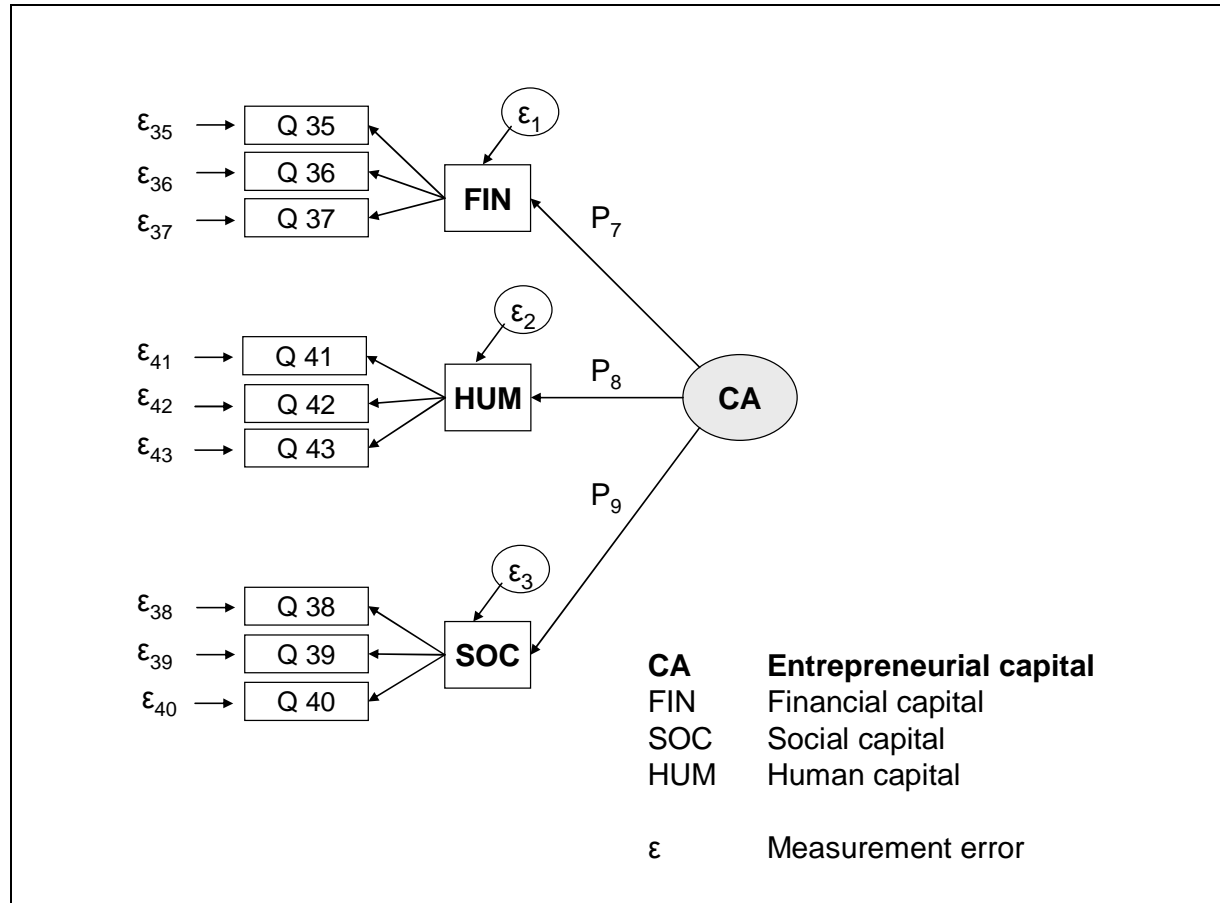 ε1
ε35 Q 35
ε36 Q 36 FIN
ε37 Q 37 P7
ε2
ε41 Q 41
ε42 Q 42 HUM P8 CA
ε43 Q 43
P9
ε3
ε38 Q 38
ε39 Q 39 SOC
ε40 Q 40
CA Entrepreneurial capital
FIN Financial capital
SOC Social capital
HUM Human capital
ε Measurement error